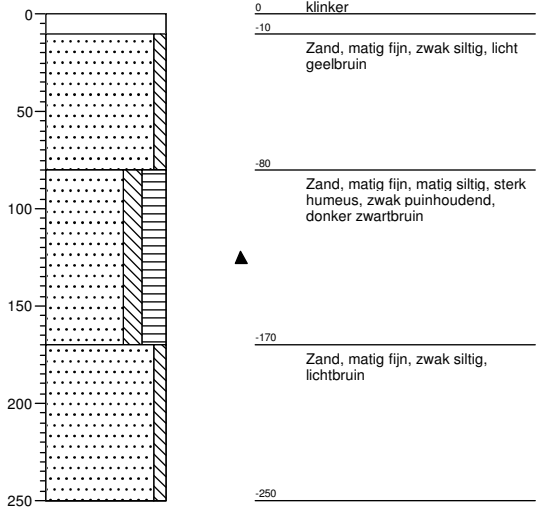 0
50
100
150
200
250
0
klinker
-10
Zand, matig fijn, zwak siltig, licht
geelbruin
-80
Zand, matig fijn, matig siltig, sterk
humeus, zwak puinhoudend,
donker zwartbruin
-170
Zand, matig fijn, zwak siltig,
lichtbruin
-250